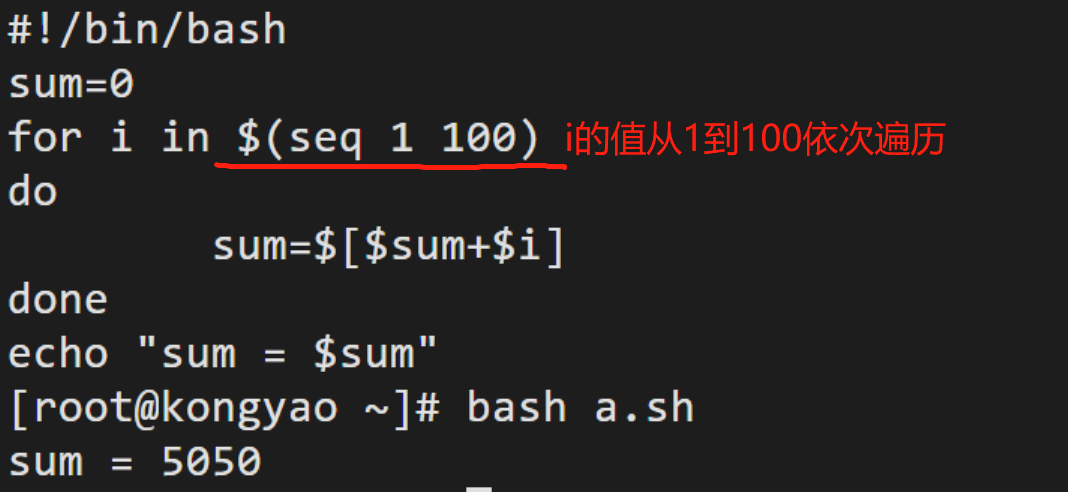 #!/bin/bash
sum=0
for i in $(seq 1 100) i的值从1到100依次遍历
do
        sum=$[$sum+$i]
done
echo "sum = $sum"
[root@kongyao ~]# bash a.sh
sum = 5050